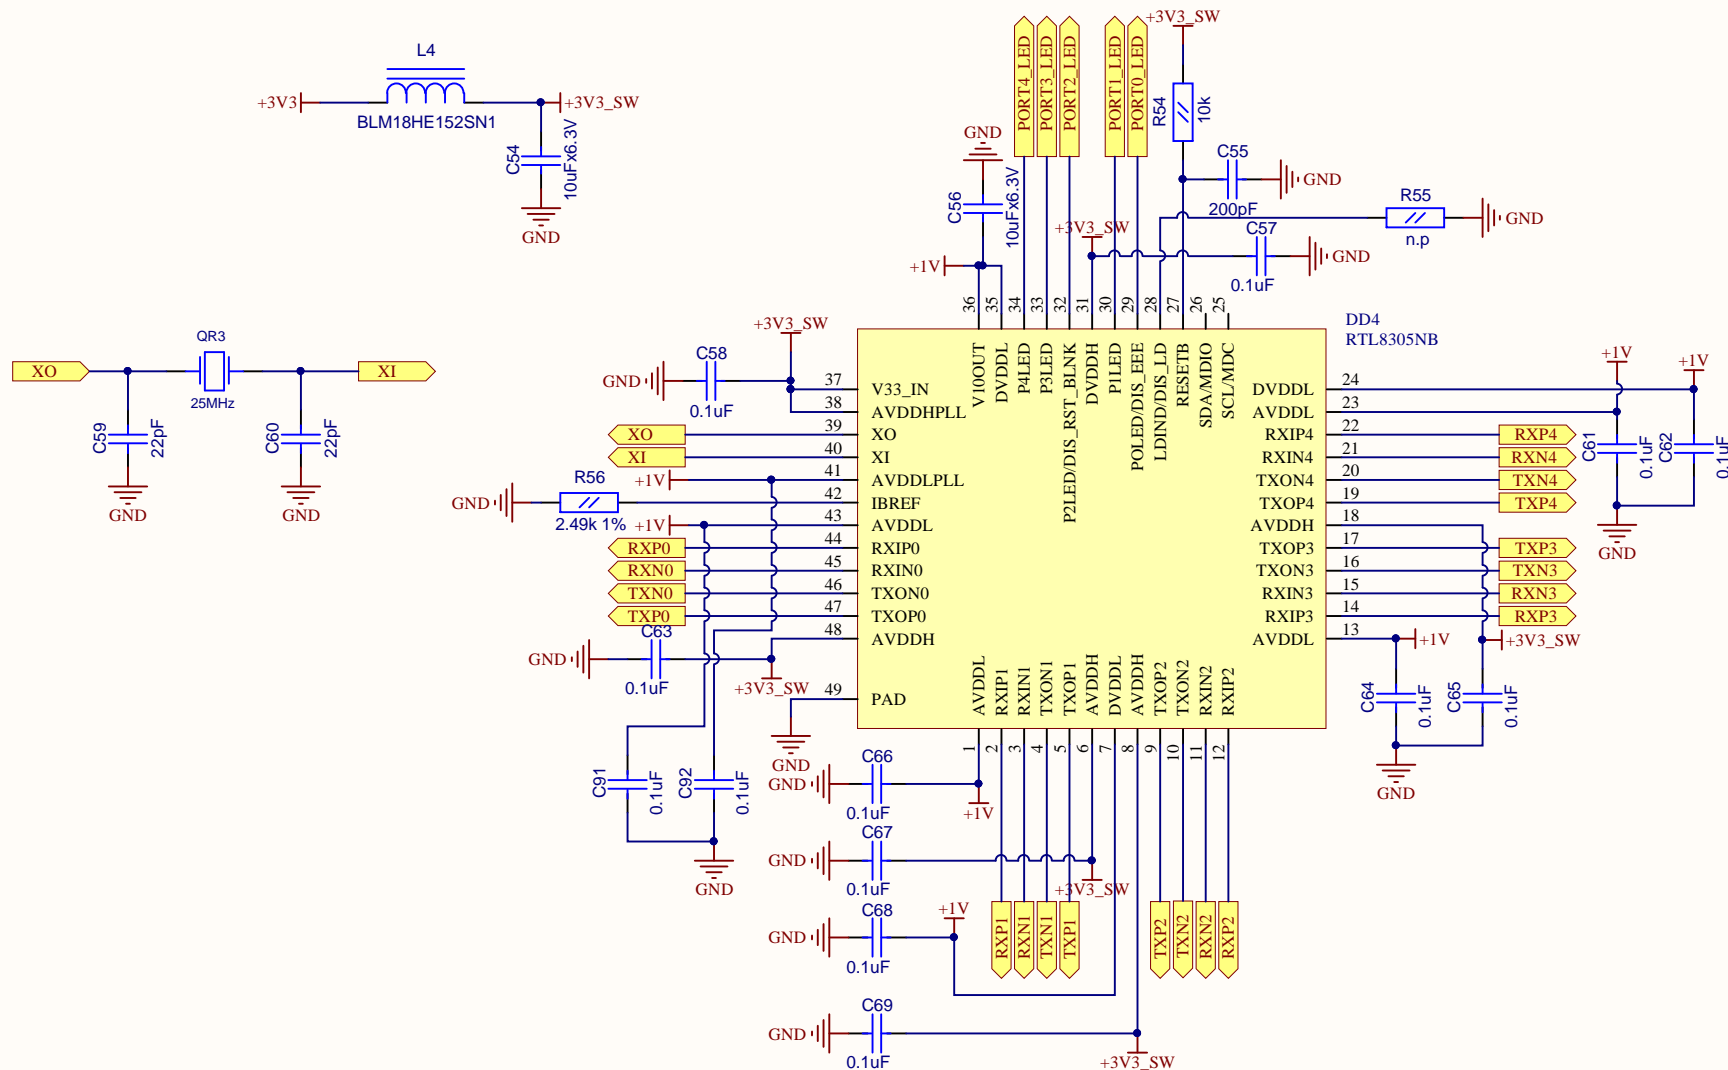 L4
+3V3
+3V3_SW
BLM18HE152SN1
C54
10uFx6.3V
GND
XO
QR3
25MHz
XI
C59
22pF
GND
C60
22pF
GND
PORT4_LED
PORT3_LED
PORT2_LED
PORT1_LED
PORT0_LED
+3V3_SW
R54
10k
GND
C56
10uFx6.3V
+1V
C55
200pF
GND
R55
n.p
GND
+3V3_SW
C57
0.1uF
GND
36
35
34
33
32
31
30
29
28
27
26
25
DD4
RTL8305NB
V10OUT
DVDDL
P4LED
P3LED
P2LED/DIS_RST_BLNK
DVDDH
P1LED
POLED/DIS_EEE
LDIND/DIS_LD
RESETB
SDA/MDIO
SCL/MDC
+3V3_SW
C58
GND
0.1uF
37 V33_IN
38 AVDDHPLL
XO 39 XO
XI 40 XI
+1V 41 AVDDLPLL
GND R56 42 IBREF
2.49k 1%
+1V 43 AVDDL
RXP0 44 RXIP0
RXN0 45 RXIN0
TXN0 46 TXON0
TXP0 47 TXOP0
48 AVDDH
C63
GND
0.1uF
+3V3_SW
49 PAD
GND
C91
0.1uF
C92
0.1uF
GND
+1V
+1V
DVDDL 24
AVDDL 23
RXIP4 22 RXP4
RXIN4 21 RXN4
TXON4 20 TXN4
TXOP4 19 TXP4
AVDDH 18
TXOP3 17 TXP3
TXON3 16 TXN3
RXIN3 15 RXN3
RXIP3 14 RXP3
AVDDL 13
C61
0.1uF
C62
0.1uF
GND
+1V
+3V3_SW
C64
0.1uF
C65
0.1uF
GND
AVDDL
RXIP1
RXIN1
TXON1
TXOP1
AVDDH
DVDDL
AVDDH
TXOP2
TXON2
RXIN2
RXIP2
1
2
3
4
5
6
7
8
9
10
11
12
C66
GND
0.1uF
+1V
C67
GND
0.1uF
+3V3_SW
C68
GND
0.1uF
+1V
RXP1
RXN1
TXN1
TXP1
TXP2
TXN2
RXN2
RXP2
C69
GND
0.1uF
+3V3_SW